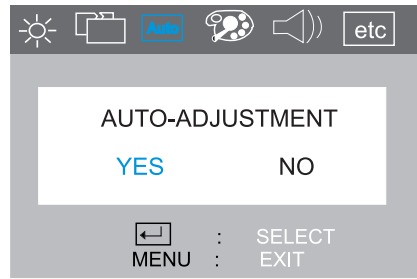 Auto etc
AUTO-ADJUSTMENT
YES NO
: SELECT
MENU : EXIT